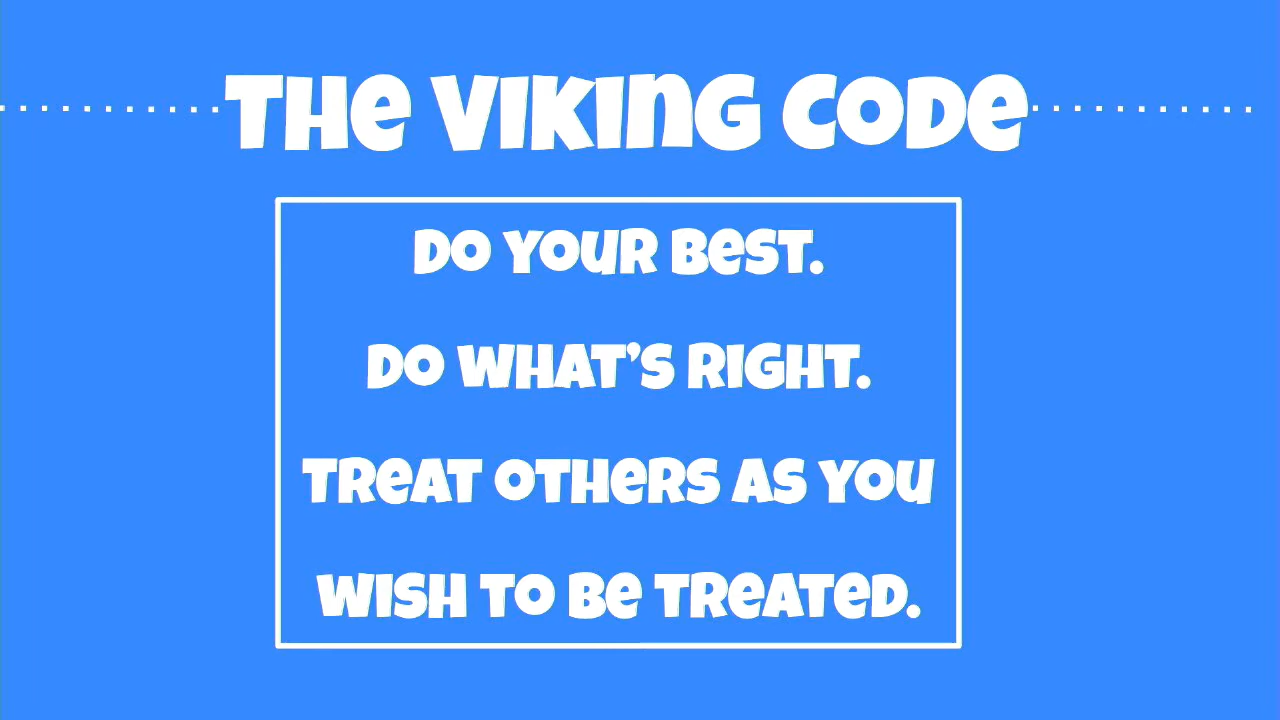 THE VIKING CODE
DO YOUR BEST.
DO WHAT'S RIGHT.
TREAT OTHERS AS YOU
WISH TO BE TREATED.